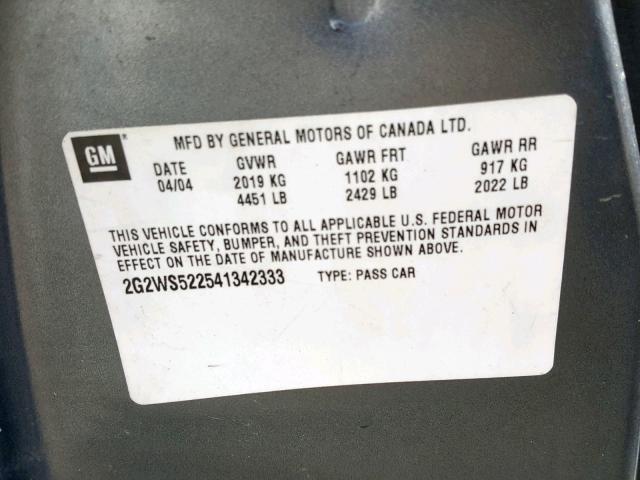 GM
MFD BY GENERAL MOTORS OF CANADA LTD.
DATE GVWR GAWR FRT GAWR RR
04/04 2019 KG 1102 KG 917 KG
4451 LB 2429 LB 2022 LB
THIS VEHICLE CONFORMS TO ALL APPLICABLE U.S. FEDERAL MOTOR
VEHICLE SAFETY, BUMPER, AND THEFT PREVENTION STANDARDS IN
EFFECT ON THE DATE OF MANUFACTURE SHOWN ABOVE.
2G2WS522541342333 TYPE: PASS CAR